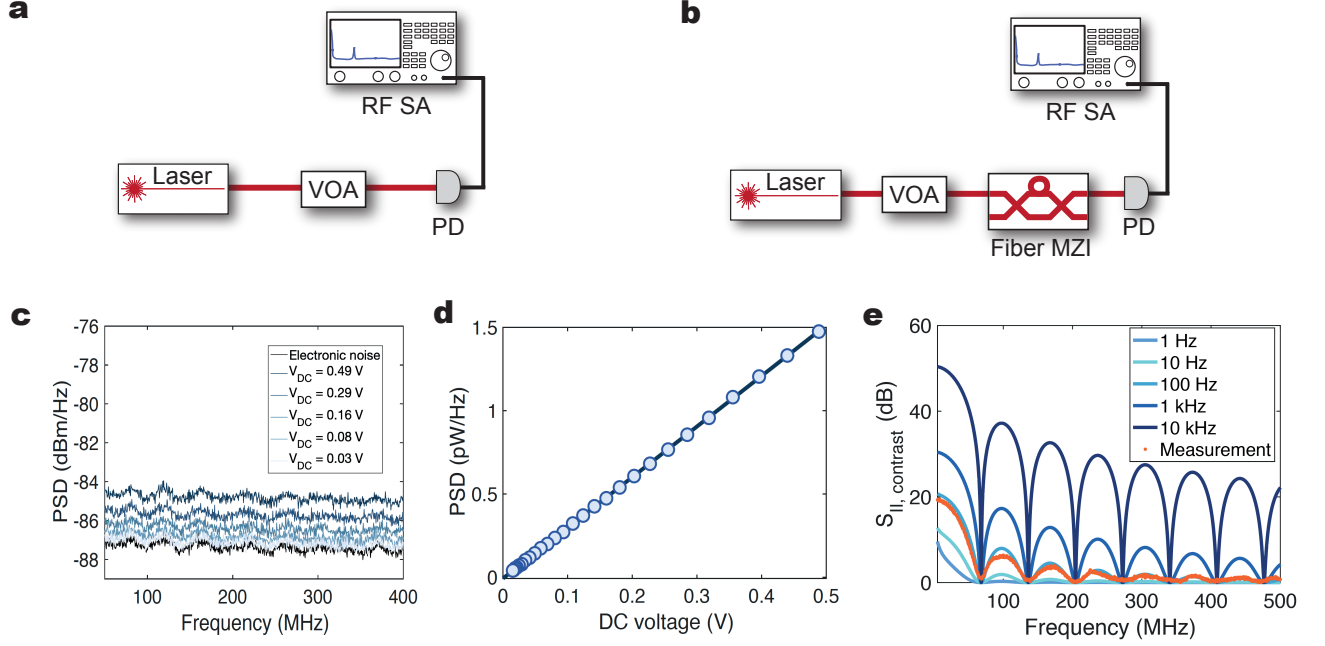 a
RF SA
Laser
VOA
PD
b
RF SA
Laser
VOA
Fiber MZI
PD
c
PSD (dBm/Hz)
-76
-78
-80
-82
-84
-86
-88
100 200 300 400
Frequency (MHz)
Electronic noise
V_DC = 0.49 V
V_DC = 0.29 V
V_DC = 0.16 V
V_DC = 0.08 V
V_DC = 0.03 V
d
PSD (pW/Hz)
1.5
1
0.5
0
0 0.1 0.2 0.3 0.4 0.5
DC voltage (V)
e
S_II, contrast (dB)
60
40
20
0
100 200 300 400 500
Frequency (MHz)
1 Hz
10 Hz
100 Hz
1 kHz
10 kHz
Measurement